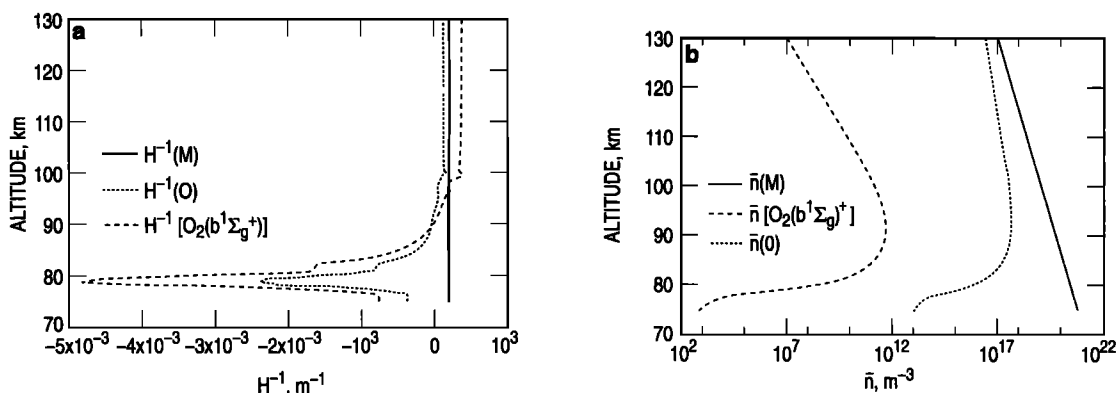 a
130
120
110
100
90
80
70
ALTITUDE, km
H⁻¹(M)
H⁻¹(O)
H⁻¹ [O₂(b¹Σg⁺)]
−5x10⁻³ −4x10⁻³ −3x10⁻³ −2x10⁻³ −10³ 0 10³
H⁻¹, m⁻¹
b
130
120
110
100
90
80
70
ALTITUDE, km
n̄(M)
n̄ [O₂(b¹Σg)⁺]
n̄(0)
10² 10⁷ 10¹² 10¹⁷ 10²²
n̄, m⁻³